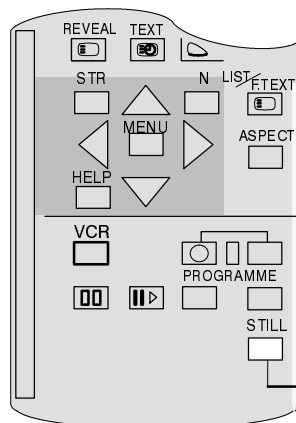 REVEAL TEXT
STR N LIST/F.TEXT
MENU ASPECT
HELP
VCR
PROGRAMME
STILL